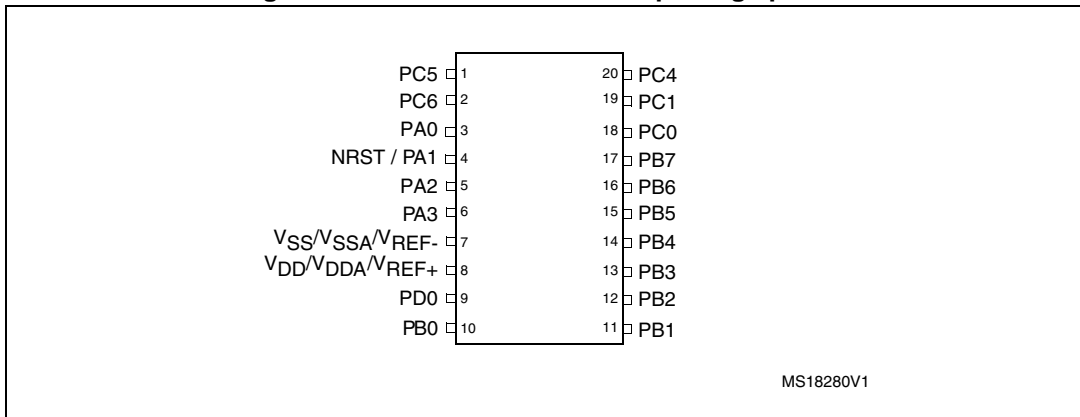 PC5 1 20 PC4
PC6 2 19 PC1
PA0 3 18 PC0
NRST / PA1 4 17 PB7
PA2 5 16 PB6
PA3 6 15 PB5
VSS/VSSA/VREF- 7 14 PB4
VDD/VDDA/VREF+ 8 13 PB3
PD0 9 12 PB2
PB0 10 11 PB1
MS18280V1